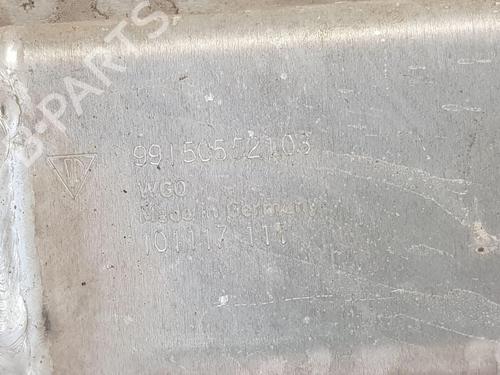 B-PARTS
99150552103
WGO
Made in Germany
101117 111